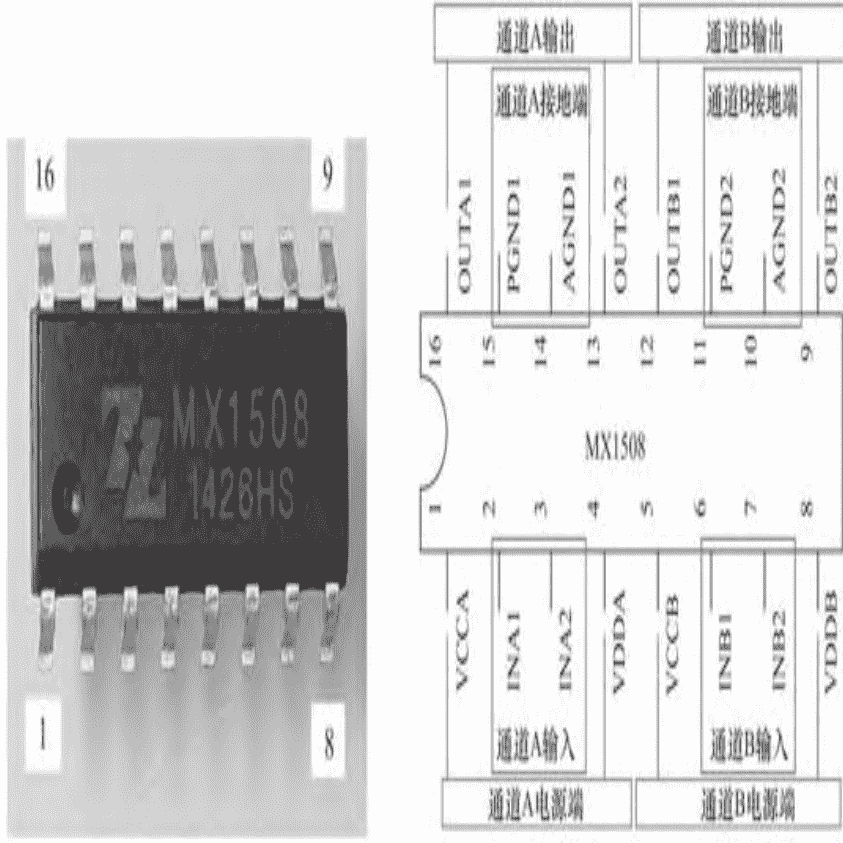 16
9
MX1508
1426HS
1
8
通道A输出
通道B输出
通道A接地端
通道B接地端
OUTA1
PGND1
AGND1
OUTA2
OUTB1
PGND2
AGND2
OUTB2
16
15
14
13
12
11
10
9
MX1508
1
2
3
4
5
6
7
8
VCCA
INA1
INA2
VDDA
VCCB
INB1
INB2
VDDB
通道A输入
通道B输入
通道A电源端
通道B电源端